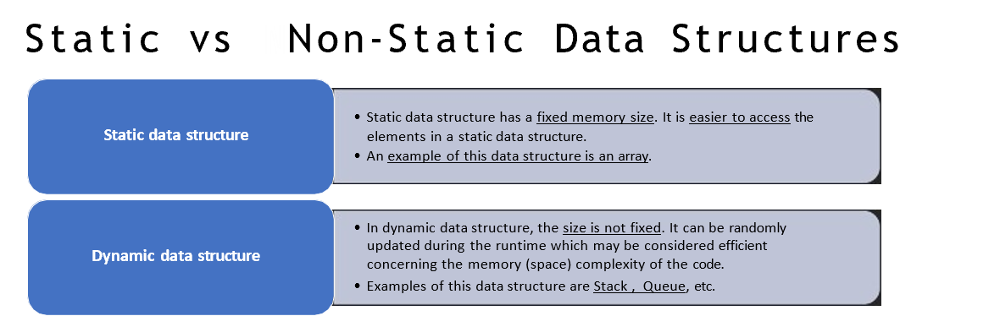 Static vs Non-Static Data Structures
Static data structure
• Static data structure has a fixed memory size. It is easier to access the
elements in a static data structure.
• An example of this data structure is an array.
Dynamic data structure
• In dynamic data structure, the size is not fixed. It can be randomly
updated during the runtime which may be considered efficient
concerning the memory (space) complexity of the code.
• Examples of this data structure are Stack , Queue, etc.